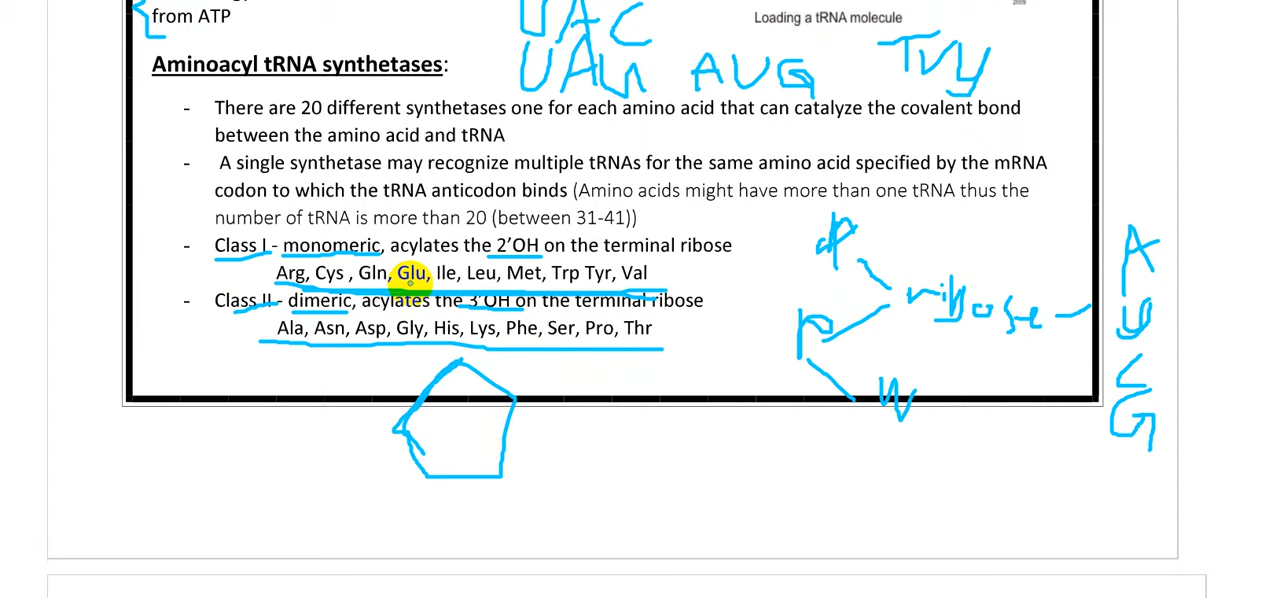 from ATP
2009
Loading a tRNA molecule
UAC
UAG AUG Try
Aminoacyl tRNA synthetases:
- There are 20 different synthetases one for each amino acid that can catalyze the covalent bond
between the amino acid and tRNA
- A single synthetase may recognize multiple tRNAs for the same amino acid specified by the mRNA
codon to which the tRNA anticodon binds (Amino acids might have more than one tRNA thus the
number of tRNA is more than 20 (between 31-41))
- Class I - monomeric, acylates the 2'OH on the terminal ribose
Arg, Cys , Gln, Glu, Ile, Leu, Met, Trp Tyr, Val
- Class II - dimeric, acylates the 3'OH on the terminal ribose
Ala, Asn, Asp, Gly, His, Lys, Phe, Ser, Pro, Thr
P
ribose
P
A
U
C
G